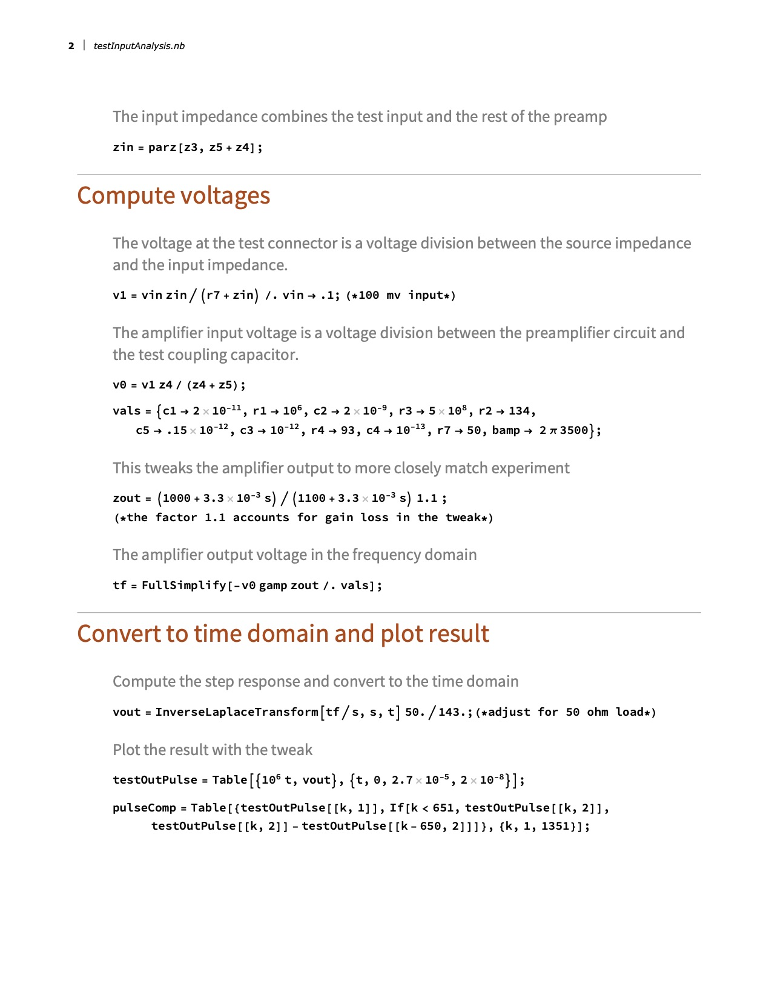 2 | testInputAnalysis.nb
The input impedance combines the test input and the rest of the preamp
zin = parz[z3, z5 + z4];
Compute voltages
The voltage at the test connector is a voltage division between the source impedance
and the input impedance.
v1 = vin zin / (r7 + zin) /. vin → .1; (*100 mv input*)
The amplifier input voltage is a voltage division between the preamplifier circuit and
the test coupling capacitor.
v0 = v1 z4 / (z4 + z5);
vals = {c1 → 2 × 10⁻¹¹, r1 → 10⁶, c2 → 2 × 10⁻⁹, r3 → 5 × 10⁸, r2 → 134,
c5 → .15 × 10⁻¹², c3 → 10⁻¹², r4 → 93, c4 → 10⁻¹³, r7 → 50, bamp → 2 π 3500};
This tweaks the amplifier output to more closely match experiment
zout = (1000 + 3.3 × 10⁻³ s) / (1100 + 3.3 × 10⁻³ s) 1.1 ;
(*the factor 1.1 accounts for gain loss in the tweak*)
The amplifier output voltage in the frequency domain
tf = FullSimplify[-v0 gamp zout /. vals];
Convert to time domain and plot result
Compute the step response and convert to the time domain
vout = InverseLaplaceTransform[tf / s, s, t] 50. / 143.; (*adjust for 50 ohm load*)
Plot the result with the tweak
testOutPulse = Table[{10⁶ t, vout}, {t, 0, 2.7 × 10⁻⁵, 2 × 10⁻⁸}];
pulseComp = Table[{testOutPulse[[k, 1]], If[k < 651, testOutPulse[[k, 2]],
testOutPulse[[k, 2]] - testOutPulse[[k - 650, 2]]]}, {k, 1, 1351}];